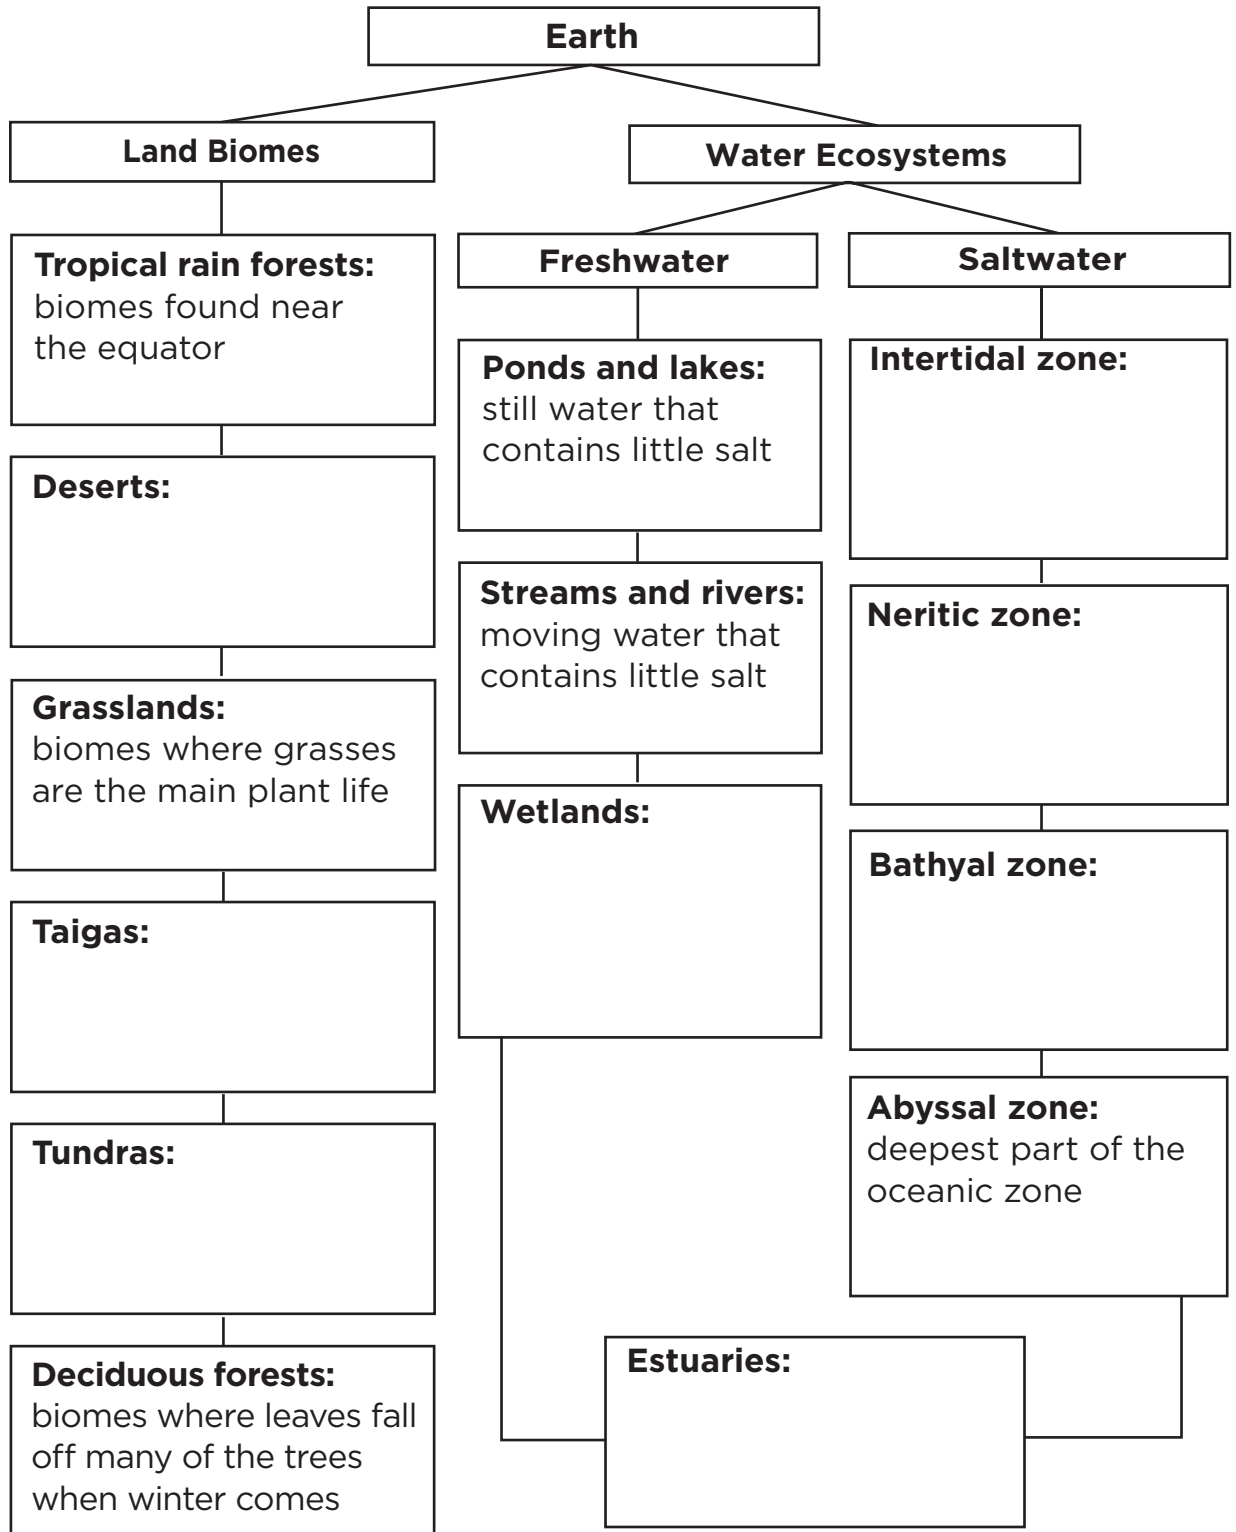 Earth
Land Biomes
Water Ecosystems
Tropical rain forests:
biomes found near
the equator
Deserts:
Grasslands:
biomes where grasses
are the main plant life
Taigas:
Tundras:
Deciduous forests:
biomes where leaves fall
off many of the trees
when winter comes
Freshwater
Ponds and lakes:
still water that
contains little salt
Streams and rivers:
moving water that
contains little salt
Wetlands:
Saltwater
Intertidal zone:
Neritic zone:
Bathyal zone:
Abyssal zone:
deepest part of the
oceanic zone
Estuaries: